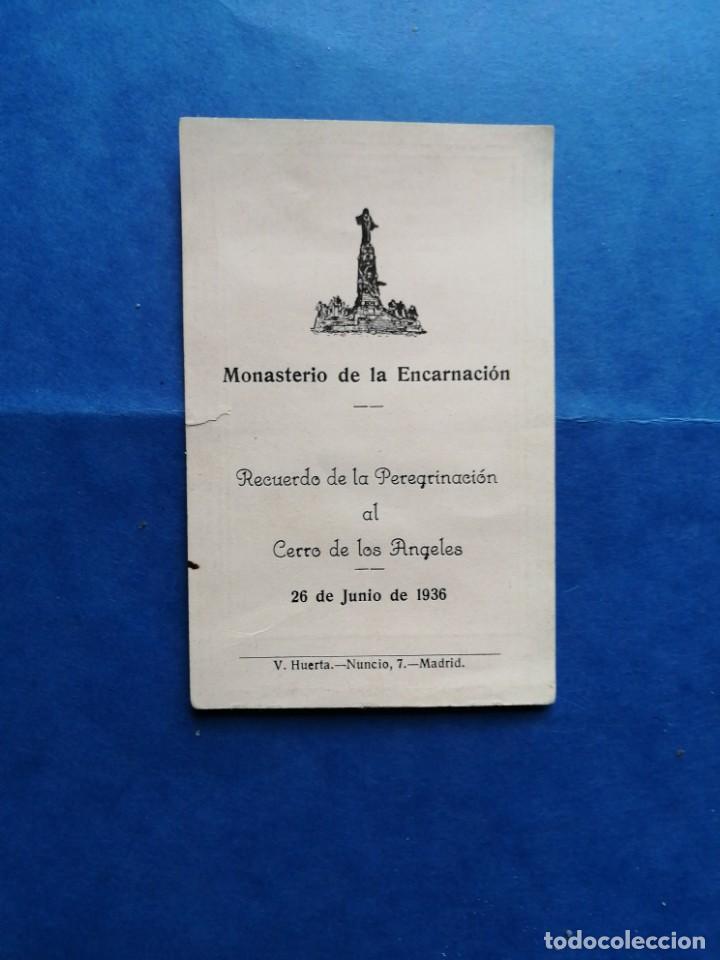 Monasterio de la Encarnación
Recuerdo de la Peregrinación
al
Cerro de los Angeles
26 de Junio de 1936
V. Huerta.—Nuncio, 7.—Madrid.
todocoleccion